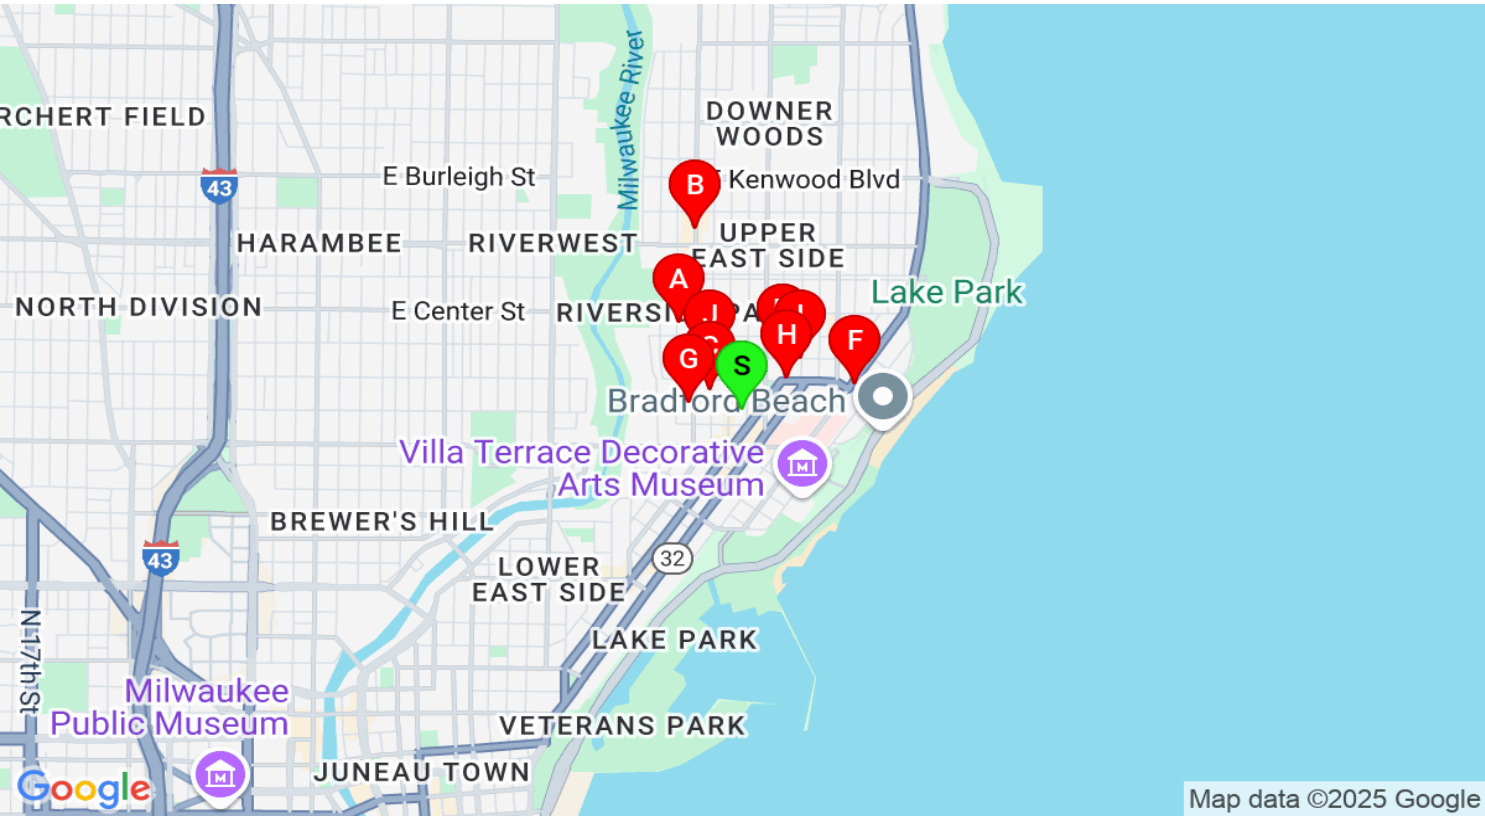 Milwaukee River
DOWNER
WOODS
RCHERT FIELD
E Burleigh St
Kenwood Blvd
43
B
HARAMBEE
RIVERWEST
UPPER
EAST SIDE
A
Lake Park
NORTH DIVISION
E Center St
J
H
F
G
S
Bradford Beach
Villa Terrace Decorative
Arts Museum
M
BREWER'S HILL
43
32
LOWER
EAST SIDE
N 17th St
LAKE PARK
Milwaukee
Public Museum
M
VETERANS PARK
JUNEAU TOWN
Google
Map data ©2025 Google